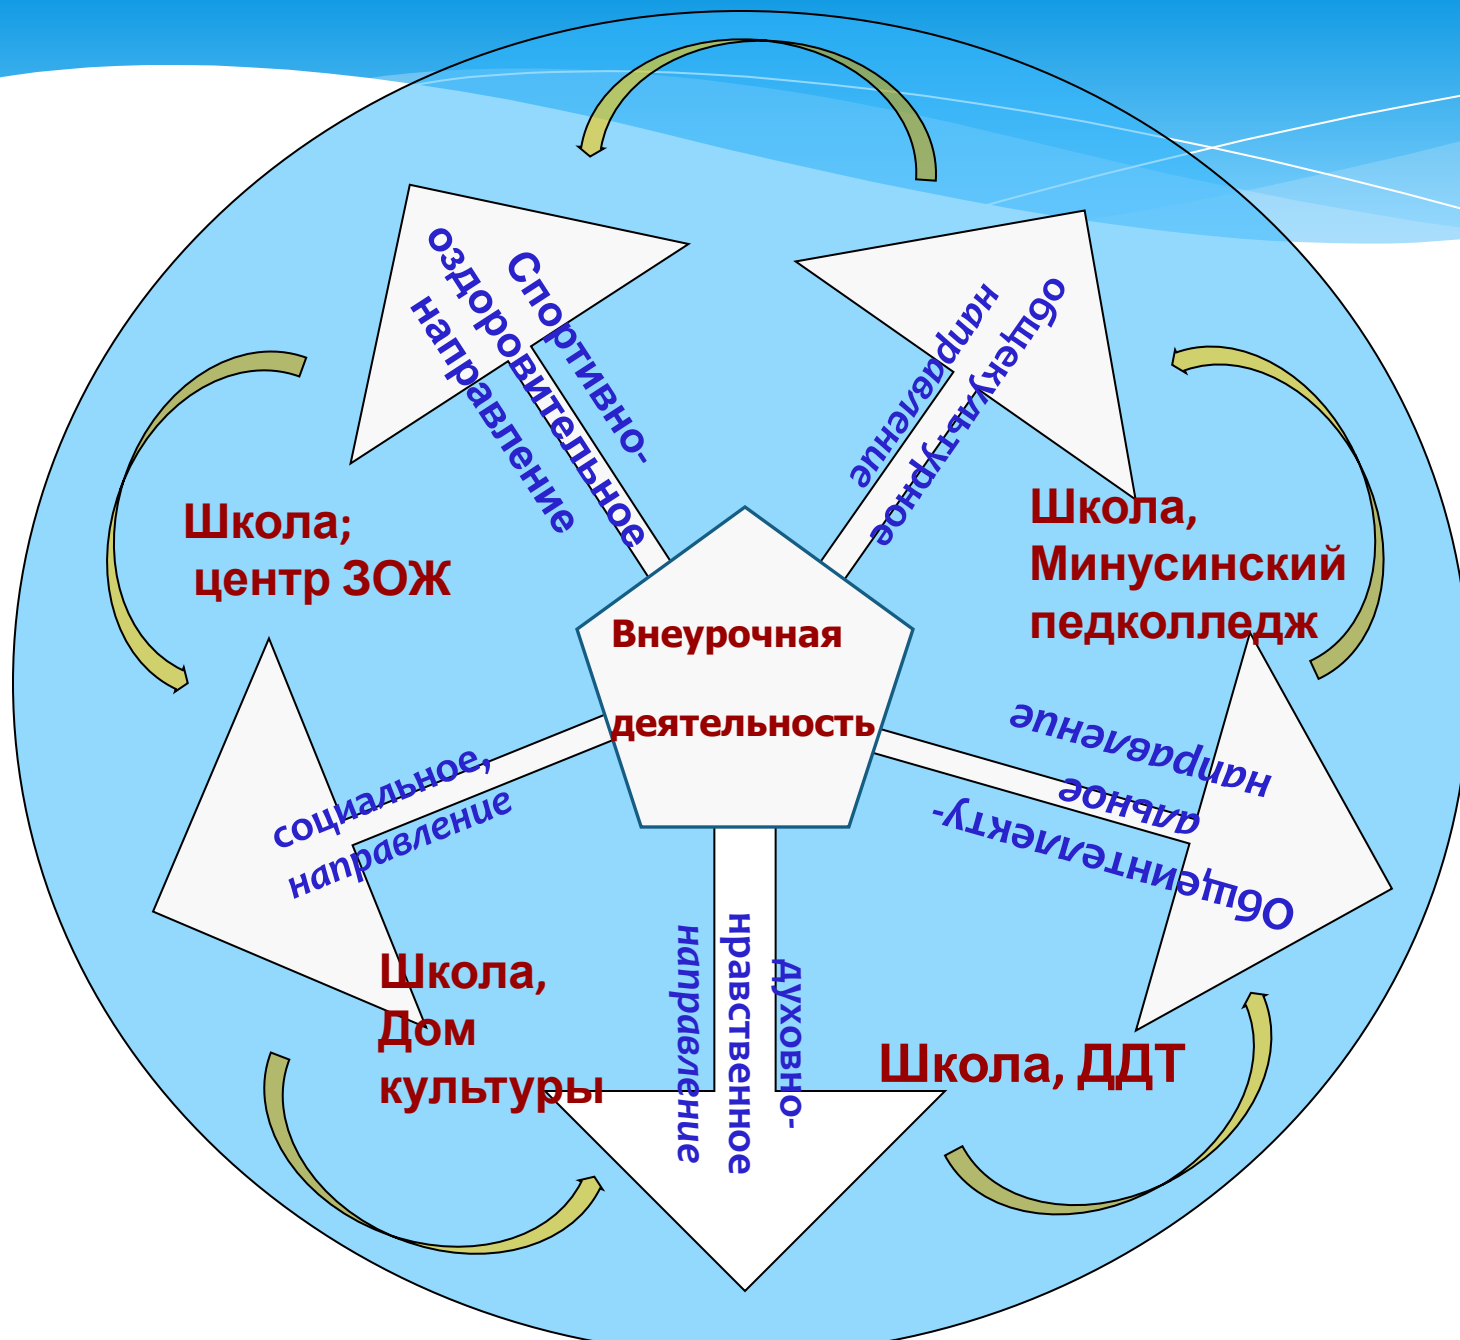 Спортивно-
оздоровительное
направление
общекультурное
направление
Школа;
центр ЗОЖ
Школа,
Минусинский
педколледж
Внеурочная
деятельность
социальное,
направление
Общеинтеллекту-
альное
направление
духовно-
нравственное
направление
Школа,
Дом
культуры
Школа, ДДТ